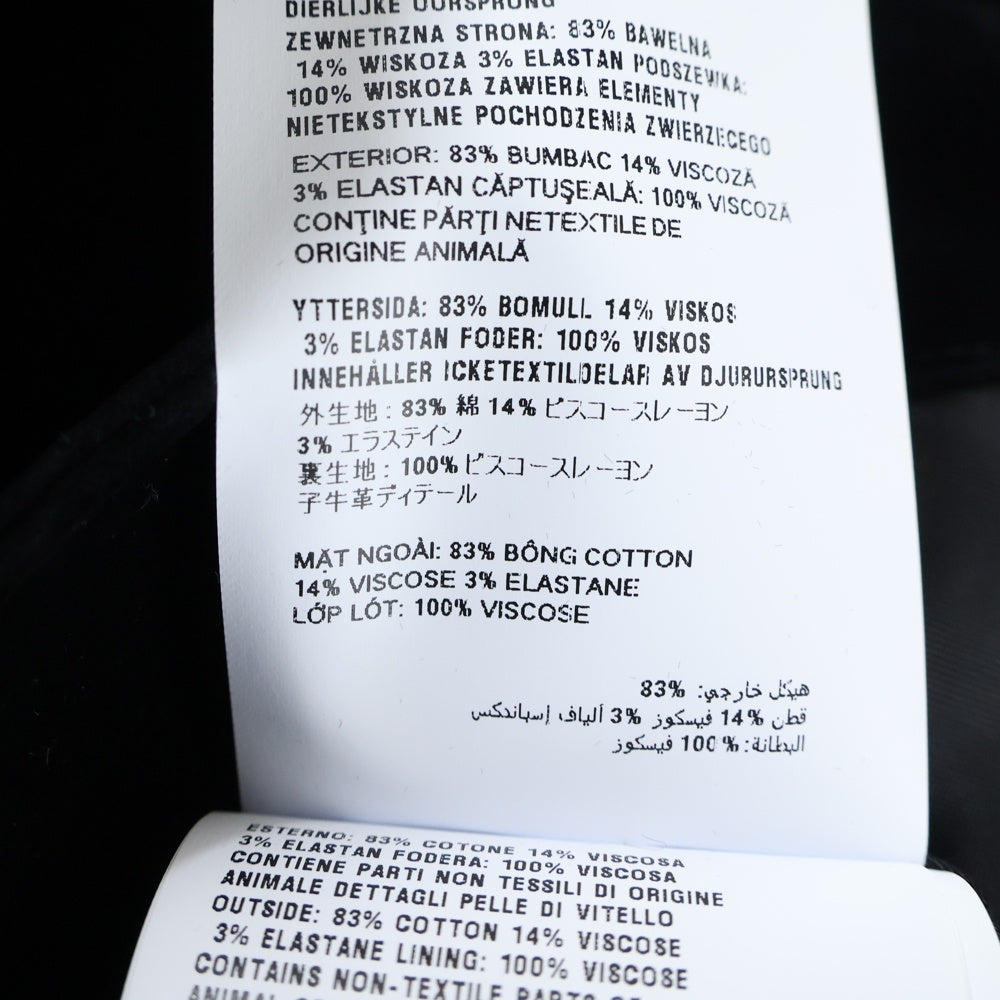 DIERLIJKE OORSPRONG
ZEWNETRZNA STRONA: 83% BAWELNA
14% WISKOZA 3% ELASTAN PODSZEWKA:
100% WISKOZA ZAWIERA ELEMENTY
NIETEKSTYLNE POCHODZENIA ZWIERZECEGO
EXTERIOR: 83% BUMBAC 14% VISCOZĂ
3% ELASTAN CĂPTUŞEALĂ: 100% VISCOZĂ
CONŢINE PĂRŢI NETEXTILE DE
ORIGINE ANIMALĂ
YTTERSIDA: 83% BOMULL 14% VISKOS
3% ELASTAN FODER: 100% VISKOS
INNEHÅLLER ICKETEXTILDELAR AV DJURURSPRUNG
外生地: 83% 綿 14% ビスコースレーヨン
3% エラステイン
裏生地: 100% ビスコースレーヨン
子牛革ディテール
MẶT NGOÀI: 83% BÔNG COTTON
14% VISCOSE 3% ELASTANE
LỚP LÓT: 100% VISCOSE
هيكل خارجي: %83
قطن %14 فيسكوز %3 ألياف إسباندكس
البطانة: % 100 فيسكوز
ESTERNO: 83% COTONE 14% VISCOSA
3% ELASTAN FODERA: 100% VISCOSA
CONTIENE PARTI NON TESSILI DI ORIGINE
ANIMALE DETTAGLI PELLE DI VITELLO
OUTSIDE: 83% COTTON 14% VISCOSE
3% ELASTANE LINING: 100% VISCOSE
CONTAINS NON-TEXTILE PARTS OF
ANIMAL